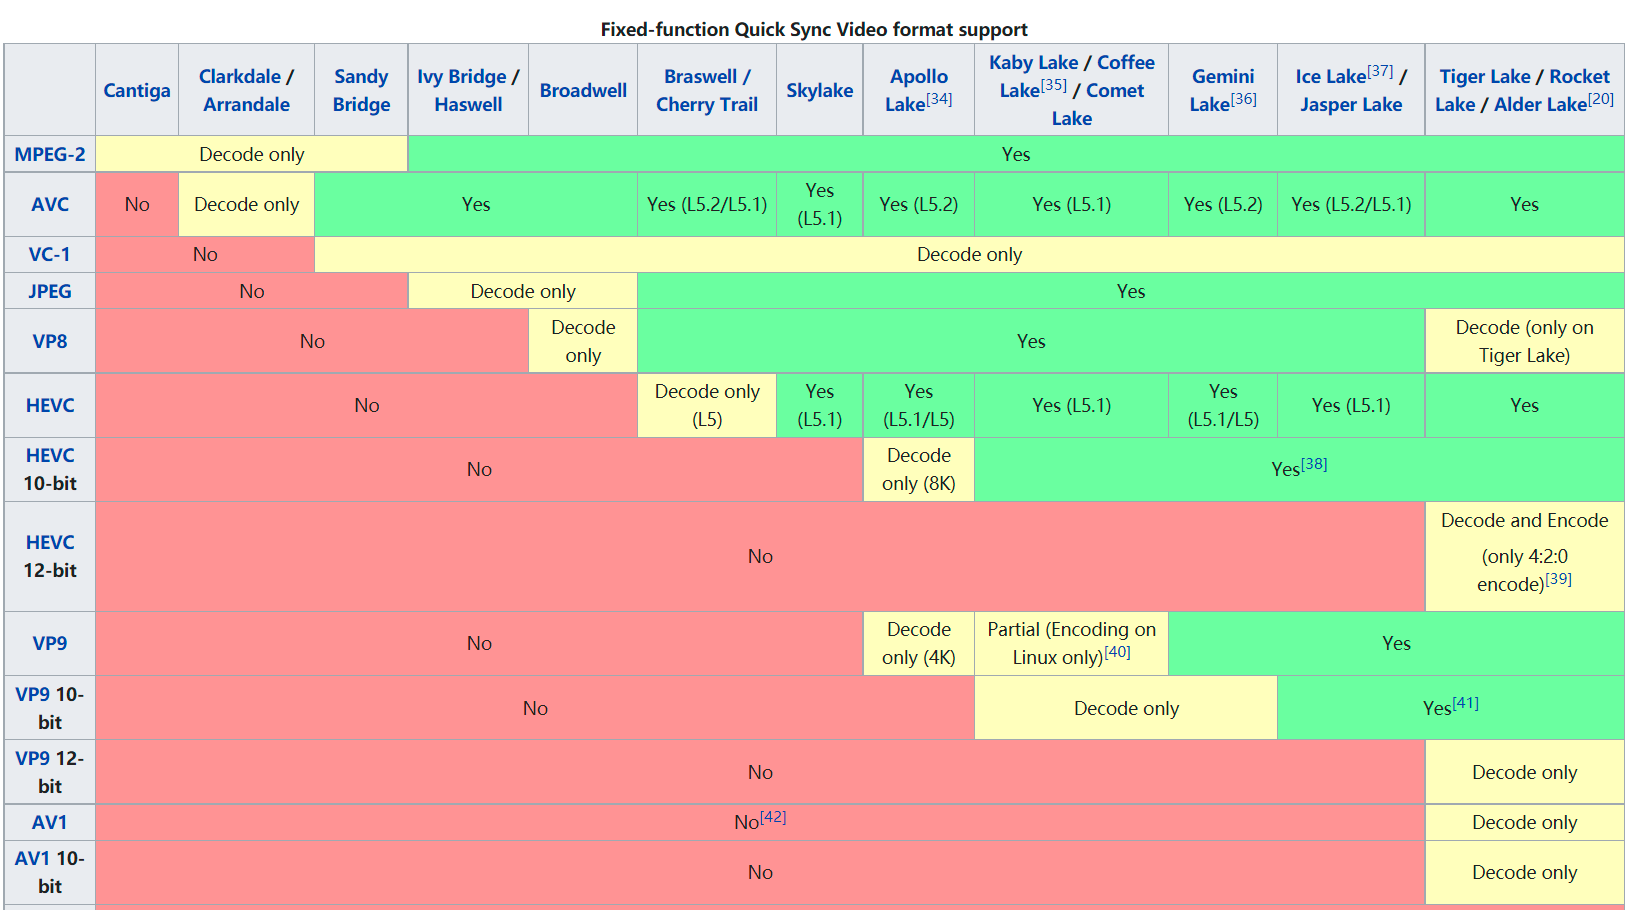 Fixed-function Quick Sync Video format support
Cantiga
Clarkdale /
Arrandale
Sandy
Bridge
Ivy Bridge /
Haswell
Broadwell
Braswell /
Cherry Trail
Skylake
Apollo
Lake[34]
Kaby Lake / Coffee
Lake[35] / Comet
Lake
Gemini
Lake[36]
Ice Lake[37] /
Jasper Lake
Tiger Lake / Rocket
Lake / Alder Lake[20]
MPEG-2
Decode only
Yes
AVC
No
Decode only
Yes
Yes (L5.2/L5.1)
Yes
(L5.1)
Yes (L5.2)
Yes (L5.1)
Yes (L5.2)
Yes (L5.2/L5.1)
Yes
VC-1
No
Decode only
JPEG
No
Decode only
Yes
VP8
No
Decode
only
Yes
Decode (only on
Tiger Lake)
HEVC
No
Decode only
(L5)
Yes
(L5.1)
Yes
(L5.1/L5)
Yes (L5.1)
Yes
(L5.1/L5)
Yes (L5.1)
Yes
HEVC
10-bit
No
Decode
only (8K)
Yes[38]
HEVC
12-bit
No
Decode and Encode
(only 4:2:0
encode)[39]
VP9
No
Decode
only (4K)
Partial (Encoding on
Linux only)[40]
Yes
VP9 10-
bit
No
Decode only
Yes[41]
VP9 12-
bit
No
Decode only
AV1
No[42]
Decode only
AV1 10-
bit
No
Decode only